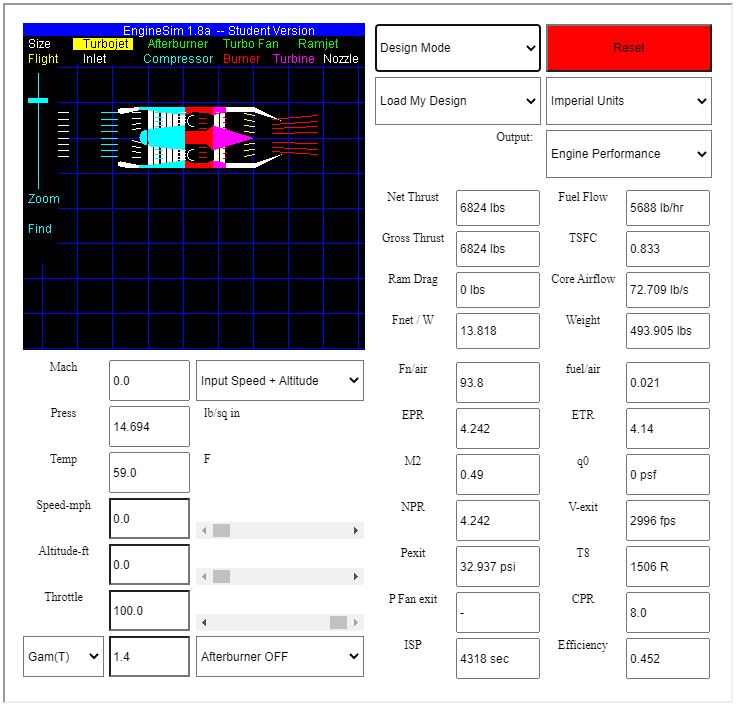 EngineSim 1.8a -- Student Version
Size Turbojet Afterburner Turbo Fan Ramjet
Flight Inlet Compressor Burner Turbine Nozzle
Zoom
Find
Design Mode Reset
Load My Design Imperial Units
Output: Engine Performance
Net Thrust 6824 lbs Fuel Flow 5688 lb/hr
Gross Thrust 6824 lbs TSFC 0.833
Ram Drag 0 lbs Core Airflow 72.709 lb/s
Fnet / W 13.818 Weight 493.905 lbs
Fn/air 93.8 fuel/air 0.021
EPR 4.242 ETR 4.14
M2 0.49 q0 0 psf
NPR 4.242 V-exit 2996 fps
Pexit 32.937 psi T8 1506 R
P Fan exit - CPR 8.0
ISP 4318 sec Efficiency 0.452
Mach 0.0 Input Speed + Altitude
Press 14.694 lb/sq in
Temp 59.0 F
Speed-mph 0.0
Altitude-ft 0.0
Throttle 100.0
Gam(T) 1.4 Afterburner OFF